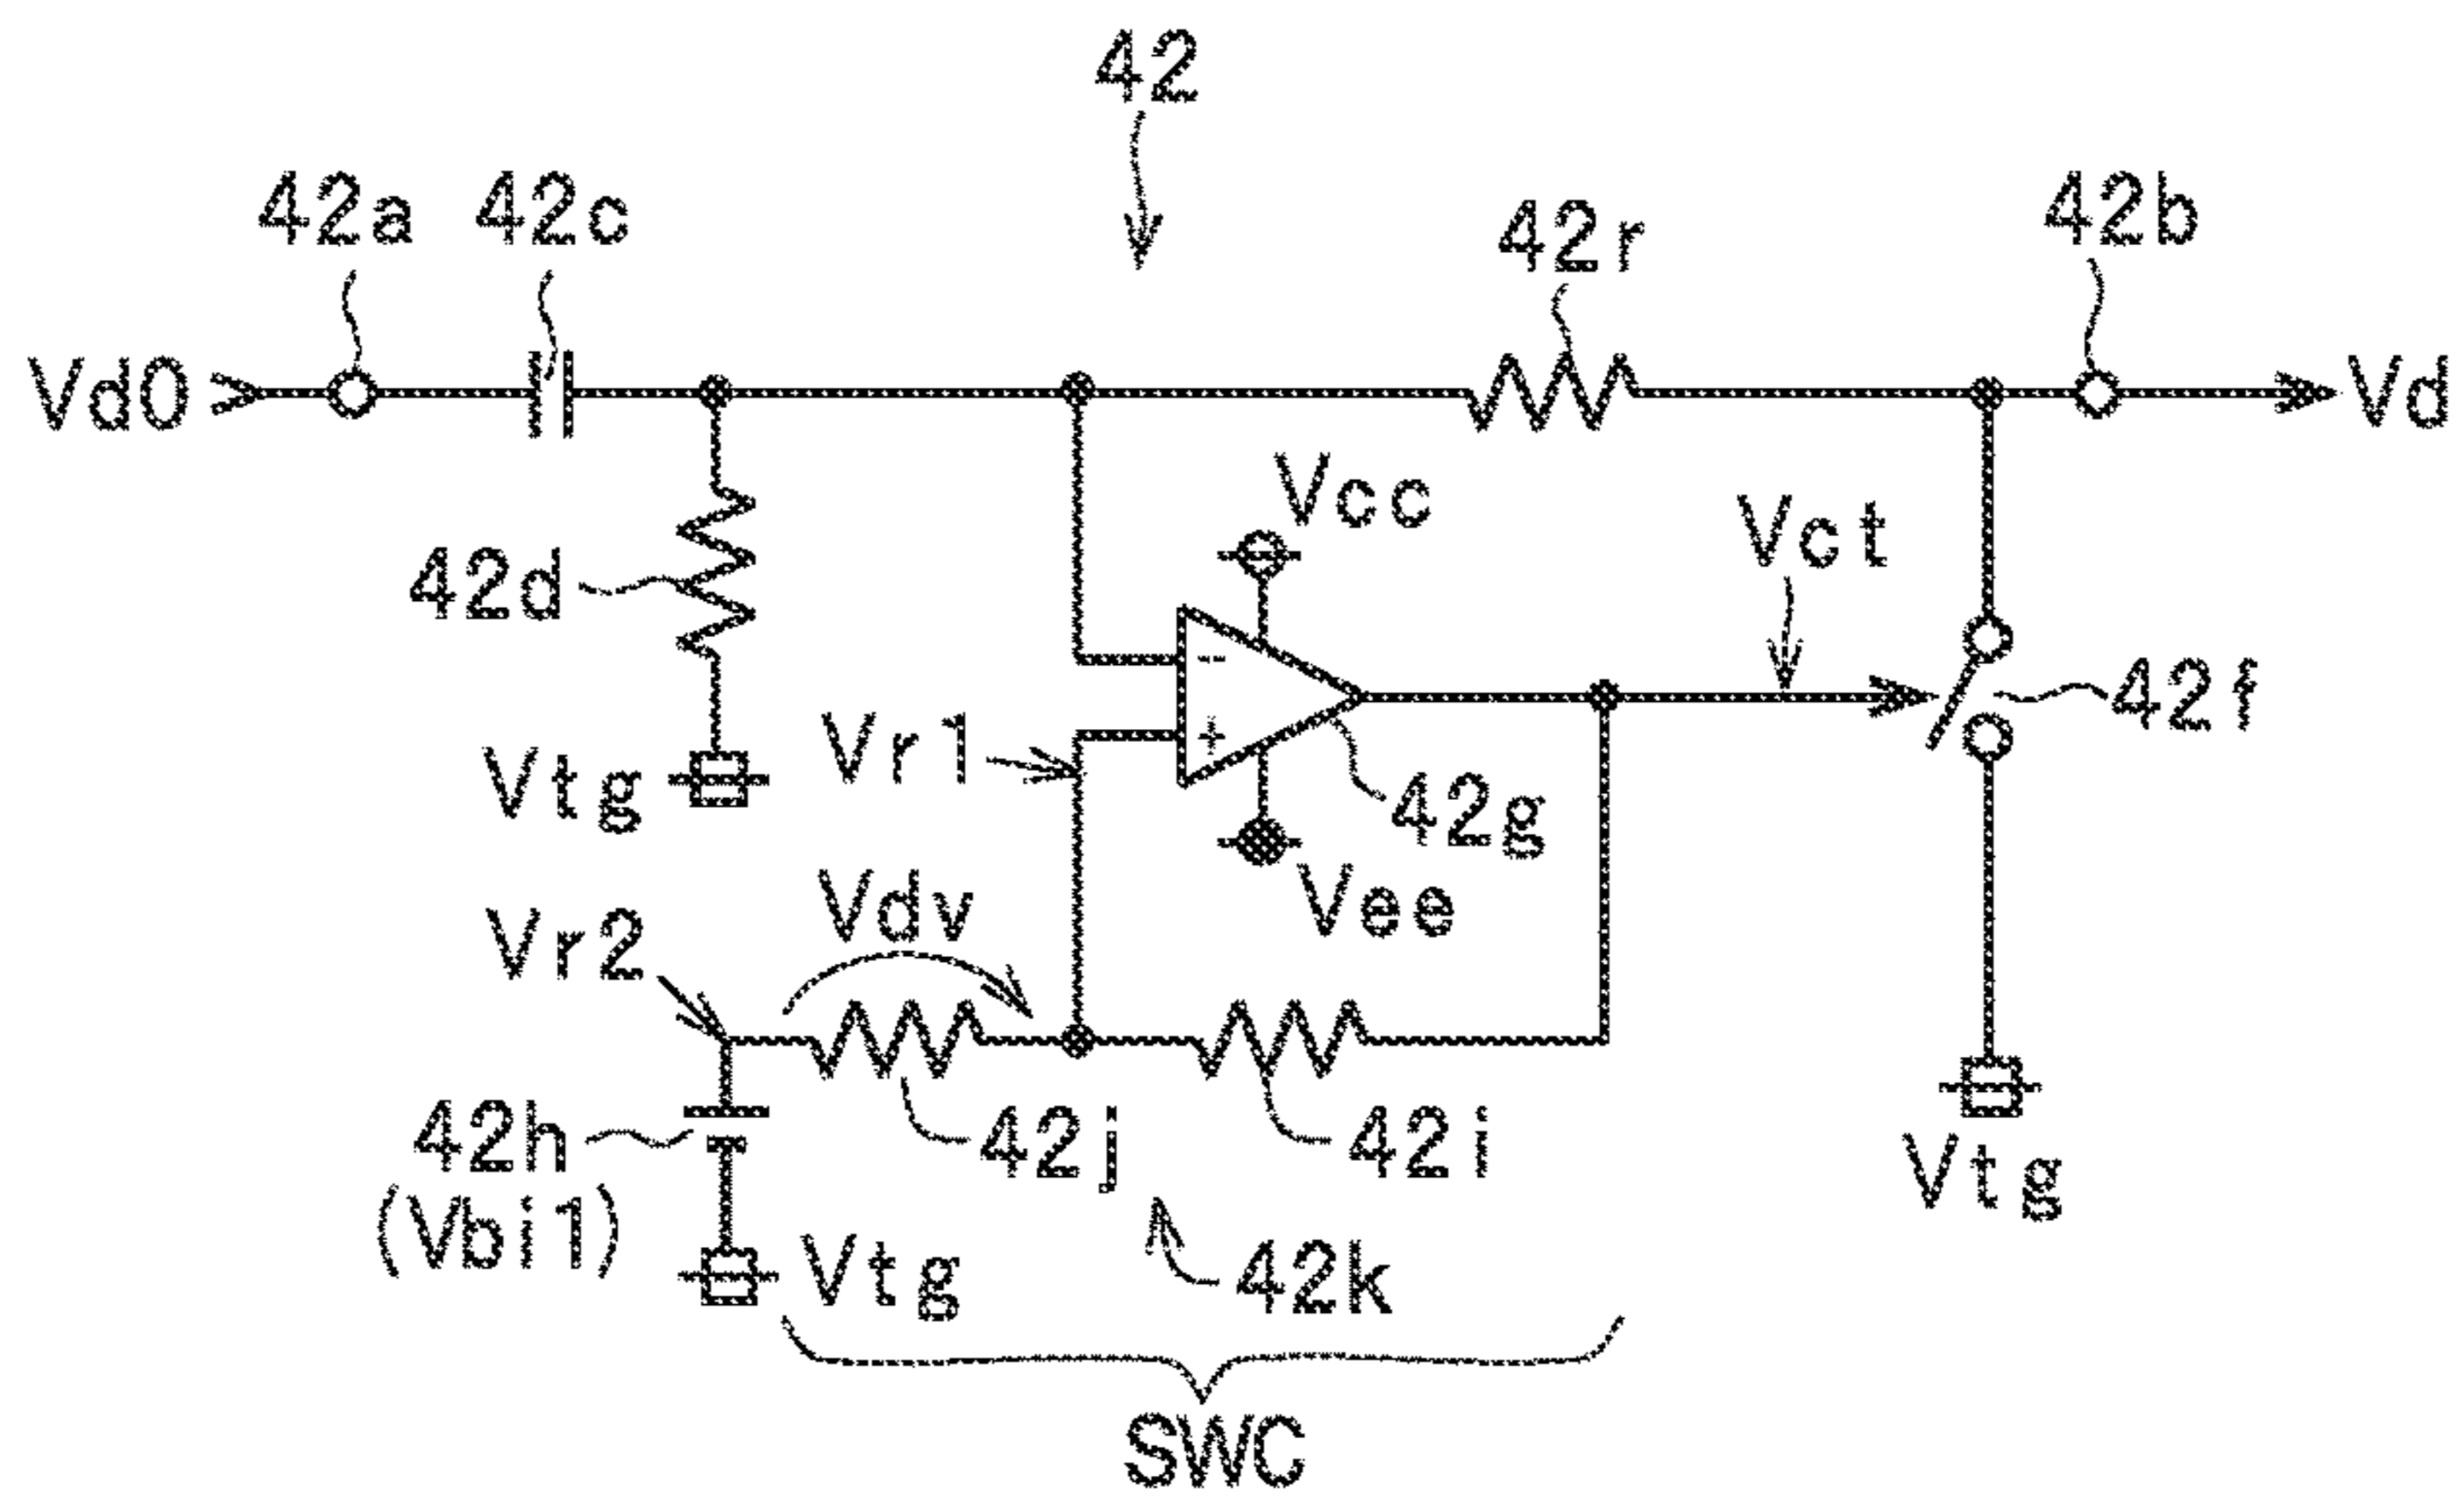 42
42a
42c
42r
42b
Vd0
Vd
Vcc
Vct
42d
-
42f
Vr1
+
Vtg
42g
Vdv
Vee
Vr2
42h
42j
42i
Vtg
(Vbi1)
Vtg
42k
SWC